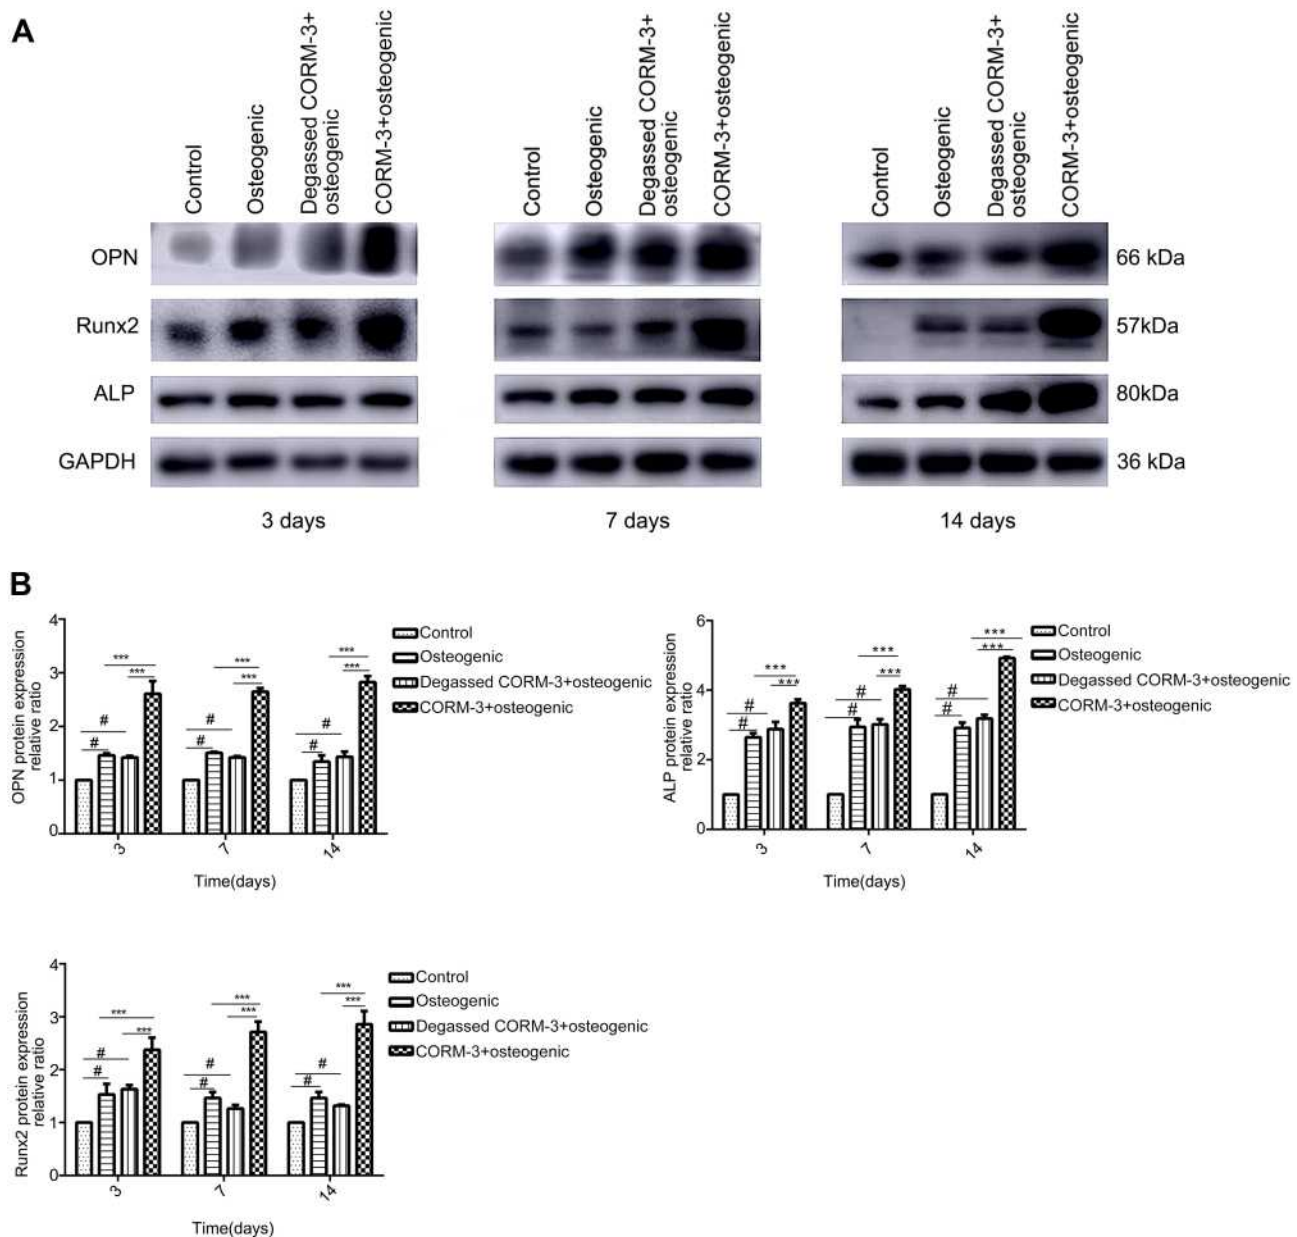 A
Control
Osteogenic
Degassed CORM-3+
osteogenic
CORM-3+osteogenic
Control
Osteogenic
Degassed CORM-3+
osteogenic
CORM-3+osteogenic
Control
Osteogenic
Degassed CORM-3+
osteogenic
CORM-3+osteogenic
OPN
66 kDa
Runx2
57kDa
ALP
80kDa
GAPDH
36 kDa
3 days
7 days
14 days
B
OPN protein expression
relative ratio
4
3
2
1
0
#
#
***
***
#
#
***
***
#
#
***
***
3
7
14
Time(days)
Control
Osteogenic
Degassed CORM-3+osteogenic
CORM-3+osteogenic
ALP protein expression
relative ratio
6
4
2
0
#
#
***
***
#
#
***
***
#
#
***
***
3
7
14
Time(days)
Control
Osteogenic
Degassed CORM-3+osteogenic
CORM-3+osteogenic
Runx2 protein expression
relative ratio
4
3
2
1
0
#
#
***
***
#
#
***
***
#
#
***
***
3
7
14
Time(days)
Control
Osteogenic
Degassed CORM-3+osteogenic
CORM-3+osteogenic